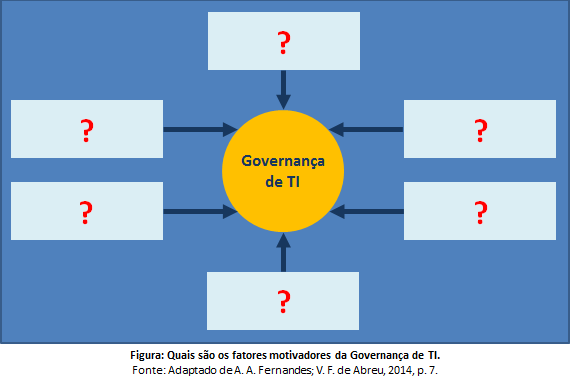 ?
?
?
Governança
de TI
?
?
?
Figura: Quais são os fatores motivadores da Governança de TI.
Fonte: Adaptado de A. A. Fernandes; V. F. de Abreu, 2014, p. 7.